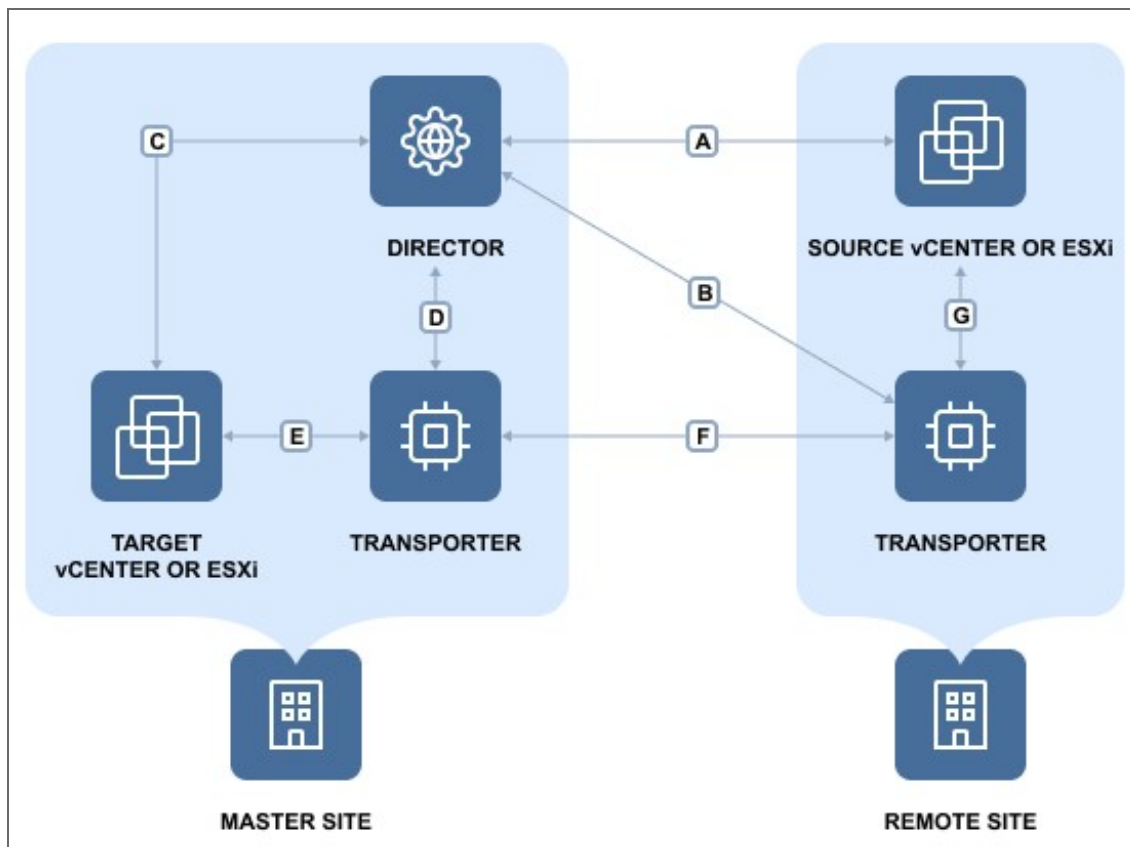 C
A
DIRECTOR
SOURCE vCENTER OR ESXi
B
D
G
E
F
TARGET
vCENTER OR ESXi
TRANSPORTER
TRANSPORTER
MASTER SITE
REMOTE SITE